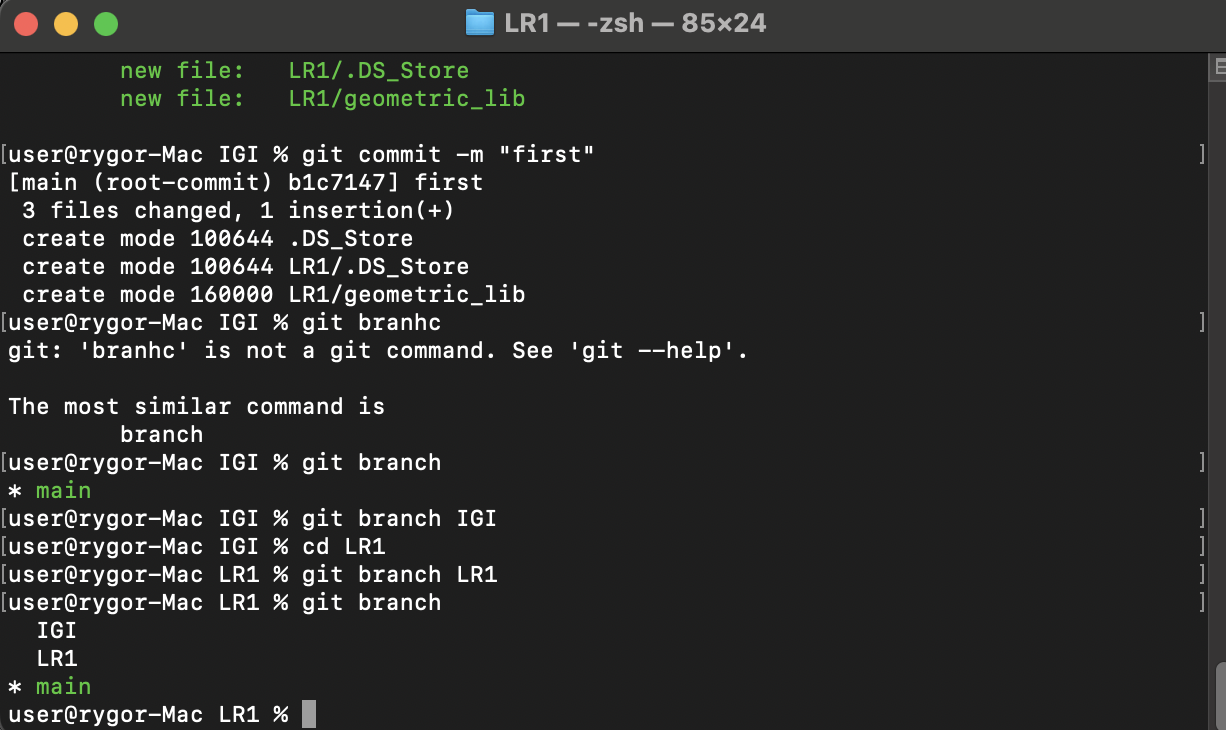 LR1 — -zsh — 85×24
new file:   LR1/.DS_Store
new file:   LR1/geometric_lib
[user@rygor-Mac IGI % git commit -m "first" ]
[main (root-commit) b1c7147] first
 3 files changed, 1 insertion(+)
 create mode 100644 .DS_Store
 create mode 100644 LR1/.DS_Store
 create mode 160000 LR1/geometric_lib
[user@rygor-Mac IGI % git branhc ]
git: 'branhc' is not a git command. See 'git --help'.
The most similar command is
        branch
[user@rygor-Mac IGI % git branch ]
* main
[user@rygor-Mac IGI % git branch IGI ]
[user@rygor-Mac IGI % cd LR1 ]
[user@rygor-Mac LR1 % git branch LR1 ]
[user@rygor-Mac LR1 % git branch ]
  IGI
  LR1
* main
user@rygor-Mac LR1 %